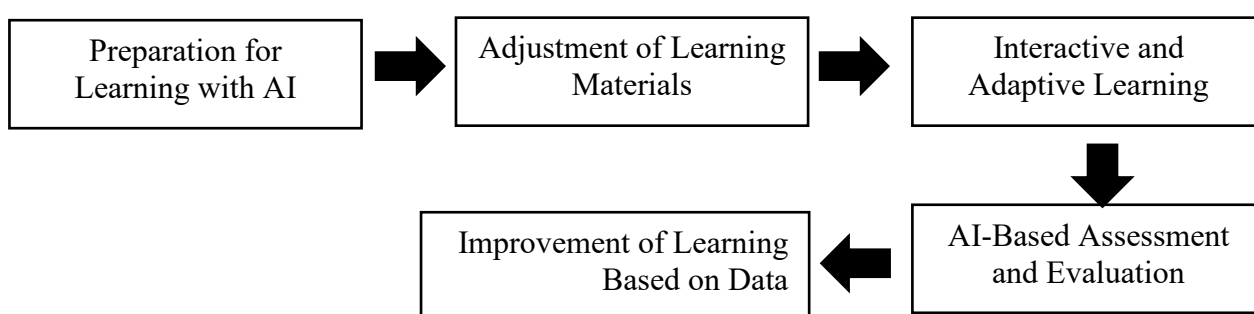 Preparation for
Learning with AI
Adjustment of Learning
Materials
Interactive and
Adaptive Learning
AI-Based Assessment
and Evaluation
Improvement of Learning
Based on Data